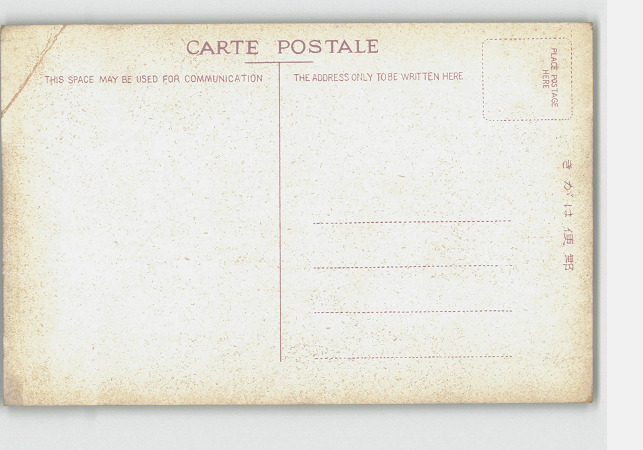 CARTE POSTALE
THIS SPACE MAY BE USED FOR COMMUNICATION
THE ADDRESS ONLY TO BE WRITTEN HERE
PLACE POSTAGE
HERE
きがは便郵